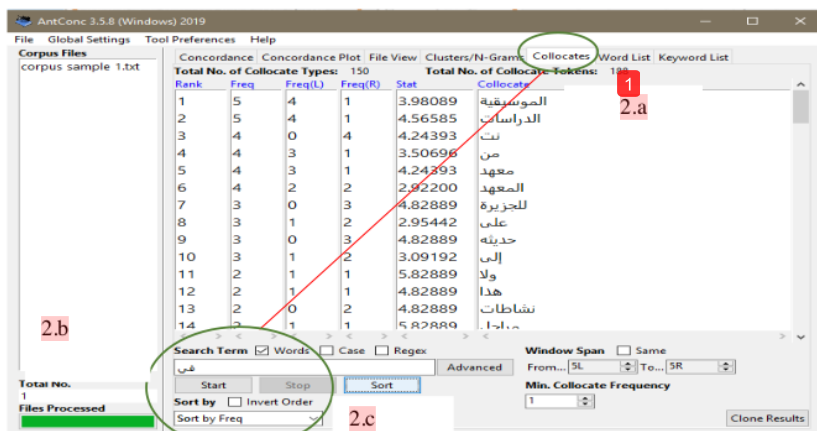 AntConc 3.5.8 (Windows) 2019
File Global Settings Tool Preferences Help
Corpus Files
corpus sample 1.txt
Concordance Concordance Plot File View Clusters/N-Grams Collocates Word List Keyword List
Total No. of Collocate Types: 150 Total No. of Collocate Tokens:
1
2.a
Rank Freq Freq(L) Freq(R) Stat Collocate
1 5 4 1 3.98089 الموسيقية
2 5 4 1 4.56585 الدراسات
3 4 0 4 4.24393 نت
4 4 3 1 3.50696 من
5 4 3 1 4.24393 معهد
6 4 2 2 2.92200 المعهد
7 3 0 3 4.82889 للجزيرة
8 3 1 2 2.95442 على
9 3 0 3 4.82889 حديثه
10 3 1 2 3.09192 إلى
11 2 1 1 5.82889 ولا
12 2 1 1 4.82889 هذا
13 2 0 2 4.82889 نشاطات
14 2 1 1 5.82889 مراحل
2.b
Search Term Words Case Regex Window Span Same
في Advanced From... 5L To... 5R
Total No.
1
Start Stop Sort Min. Collocate Frequency
Files Processed
Sort by Invert Order 1
Sort by Freq 2.c Clone Results